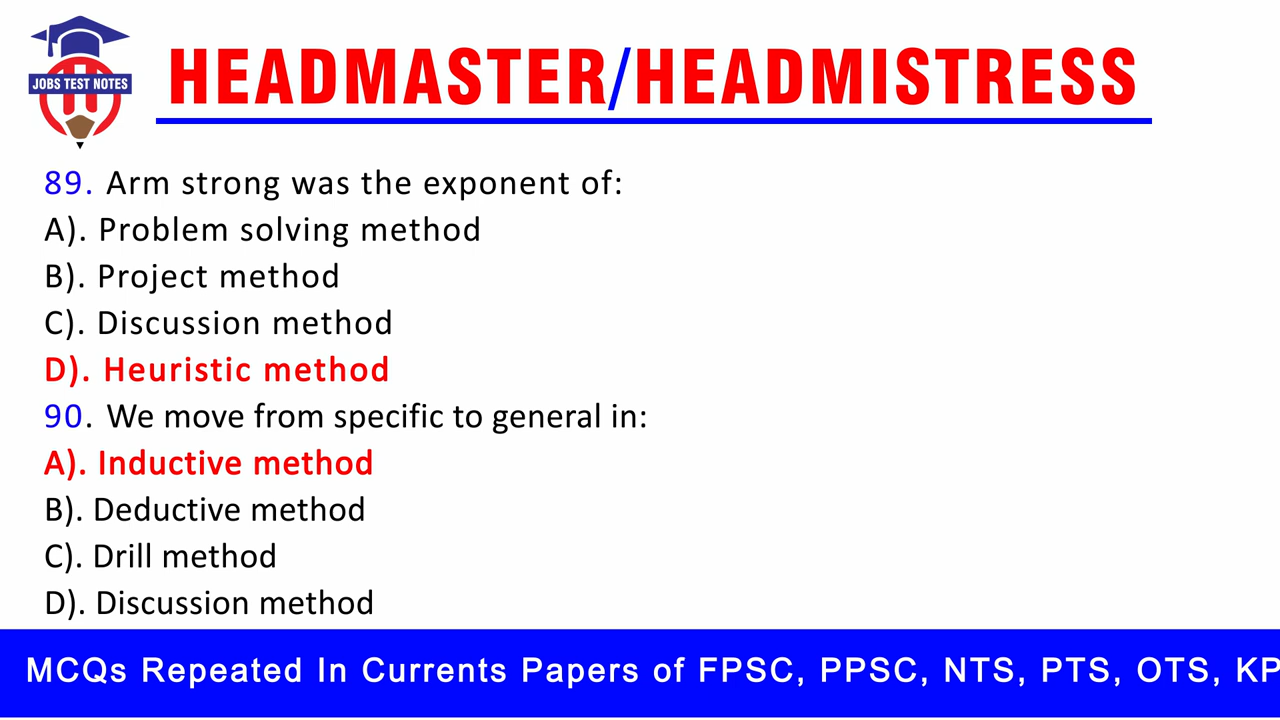 JOBS TEST NOTES
HEADMASTER/HEADMISTRESS
89. Arm strong was the exponent of:
A). Problem solving method
B). Project method
C). Discussion method
D). Heuristic method
90. We move from specific to general in:
A). Inductive method
B). Deductive method
C). Drill method
D). Discussion method
MCQs Repeated In Currents Papers of FPSC, PPSC, NTS, PTS, OTS, KP